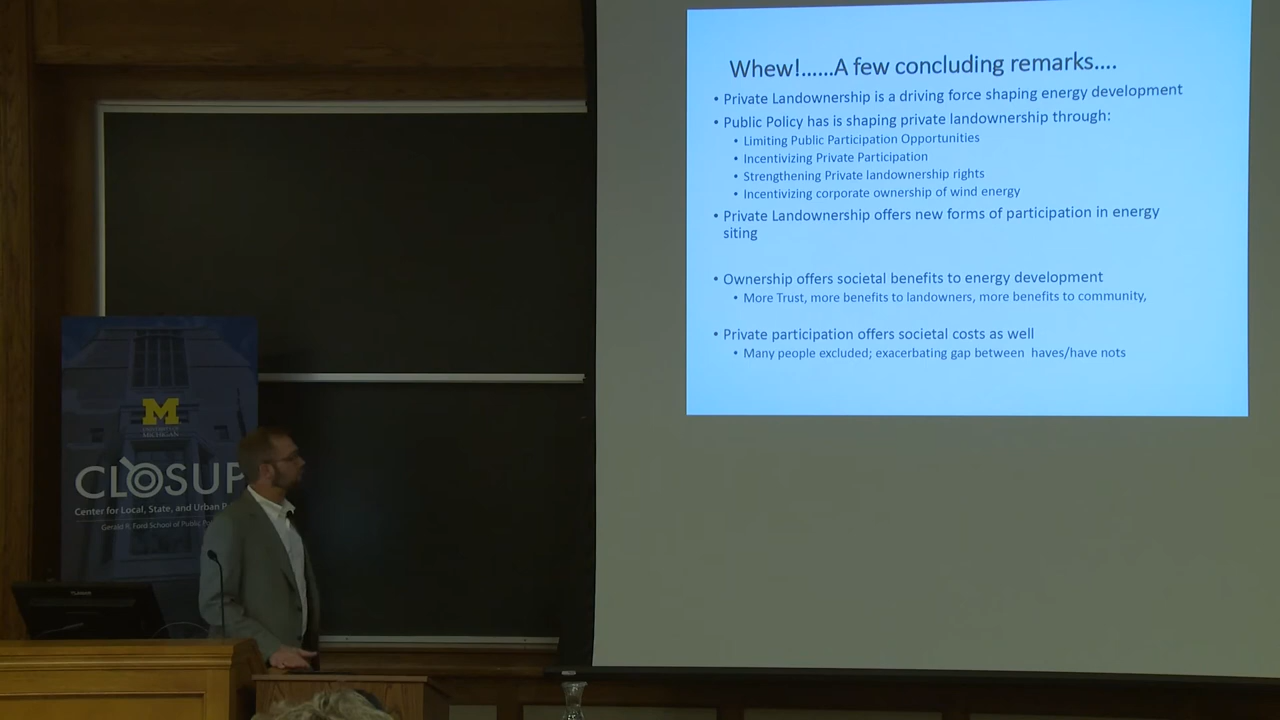 Whew!......A few concluding remarks....
• Private Landownership is a driving force shaping energy development
• Public Policy has is shaping private landownership through:
• Limiting Public Participation Opportunities
• Incentivizing Private Participation
• Strengthening Private landownership rights
• Incentivizing corporate ownership of wind energy
• Private Landownership offers new forms of participation in energy
siting
• Ownership offers societal benefits to energy development
• More Trust, more benefits to landowners, more benefits to community,
• Private participation offers societal costs as well
• Many people excluded; exacerbating gap between haves/have nots
M
UNIVERSITY OF
MICHIGAN
CLOSUP
Center for Local, State, and Urban
Gerald R. Ford School of Public